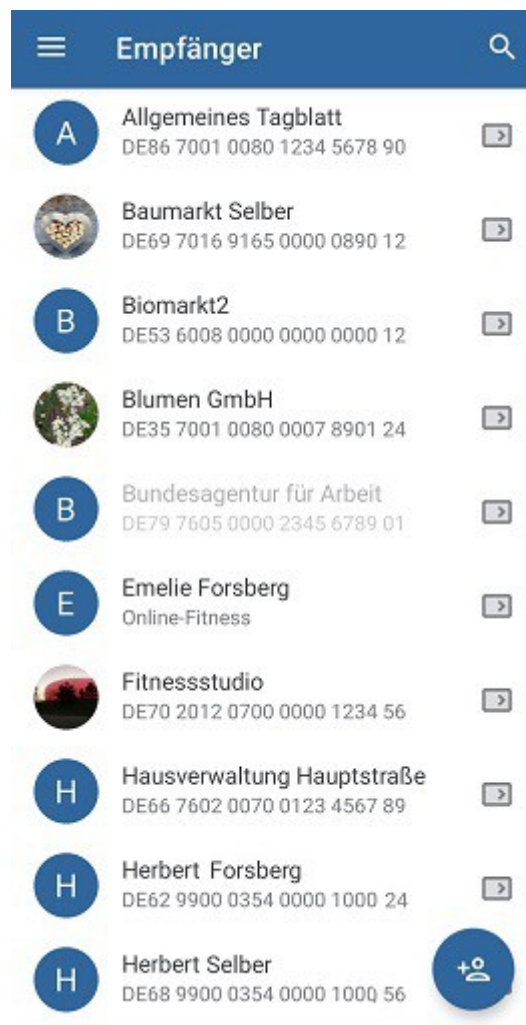 Empfänger
A
Allgemeines Tagblatt
DE86 7001 0080 1234 5678 90
Baumarkt Selber
DE69 7016 9165 0000 0890 12
B
Biomarkt2
DE53 6008 0000 0000 0000 12
Blumen GmbH
DE35 7001 0080 0007 8901 24
B
Bundesagentur für Arbeit
DE79 7605 0000 2345 6789 01
E
Emelie Forsberg
Online-Fitness
Fitnessstudio
DE70 2012 0700 0000 1234 56
H
Hausverwaltung Hauptstraße
DE66 7602 0070 0123 4567 89
H
Herbert Forsberg
DE62 9900 0354 0000 1000 24
H
Herbert Selber
DE68 9900 0354 0000 1000 56